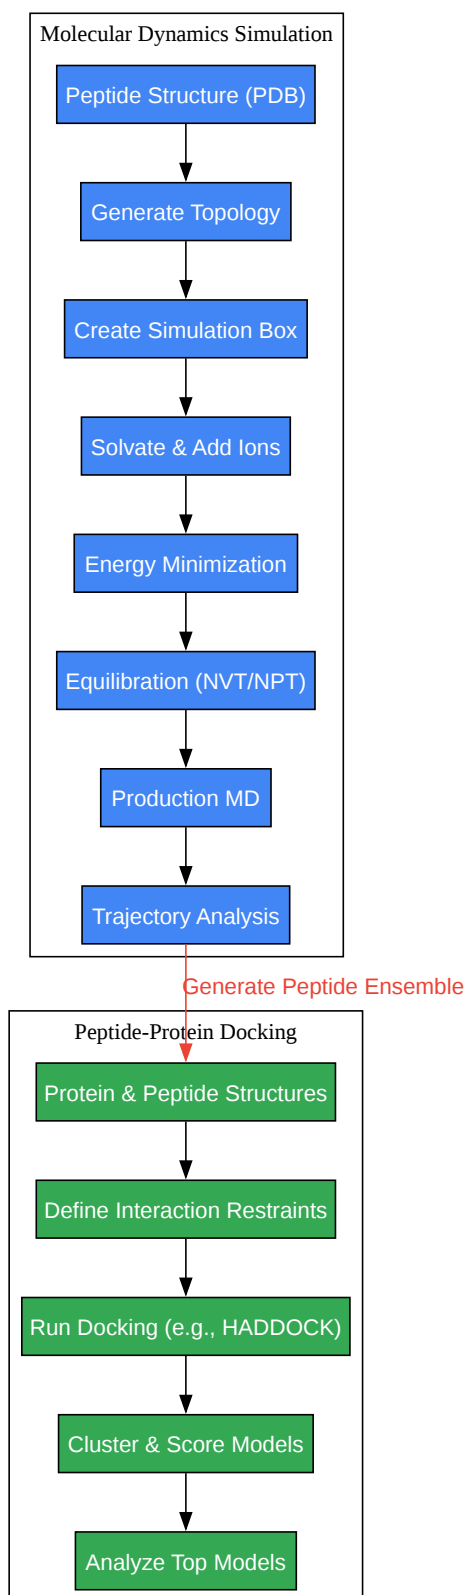 Molecular Dynamics Simulation
Peptide Structure (PDB)
Generate Topology
Create Simulation Box
Solvate & Add Ions
Energy Minimization
Equilibration (NVT/NPT)
Production MD
Trajectory Analysis
Generate Peptide Ensemble
Peptide-Protein Docking
Protein & Peptide Structures
Define Interaction Restraints
Run Docking (e.g., HADDOCK)
Cluster & Score Models
Analyze Top Models